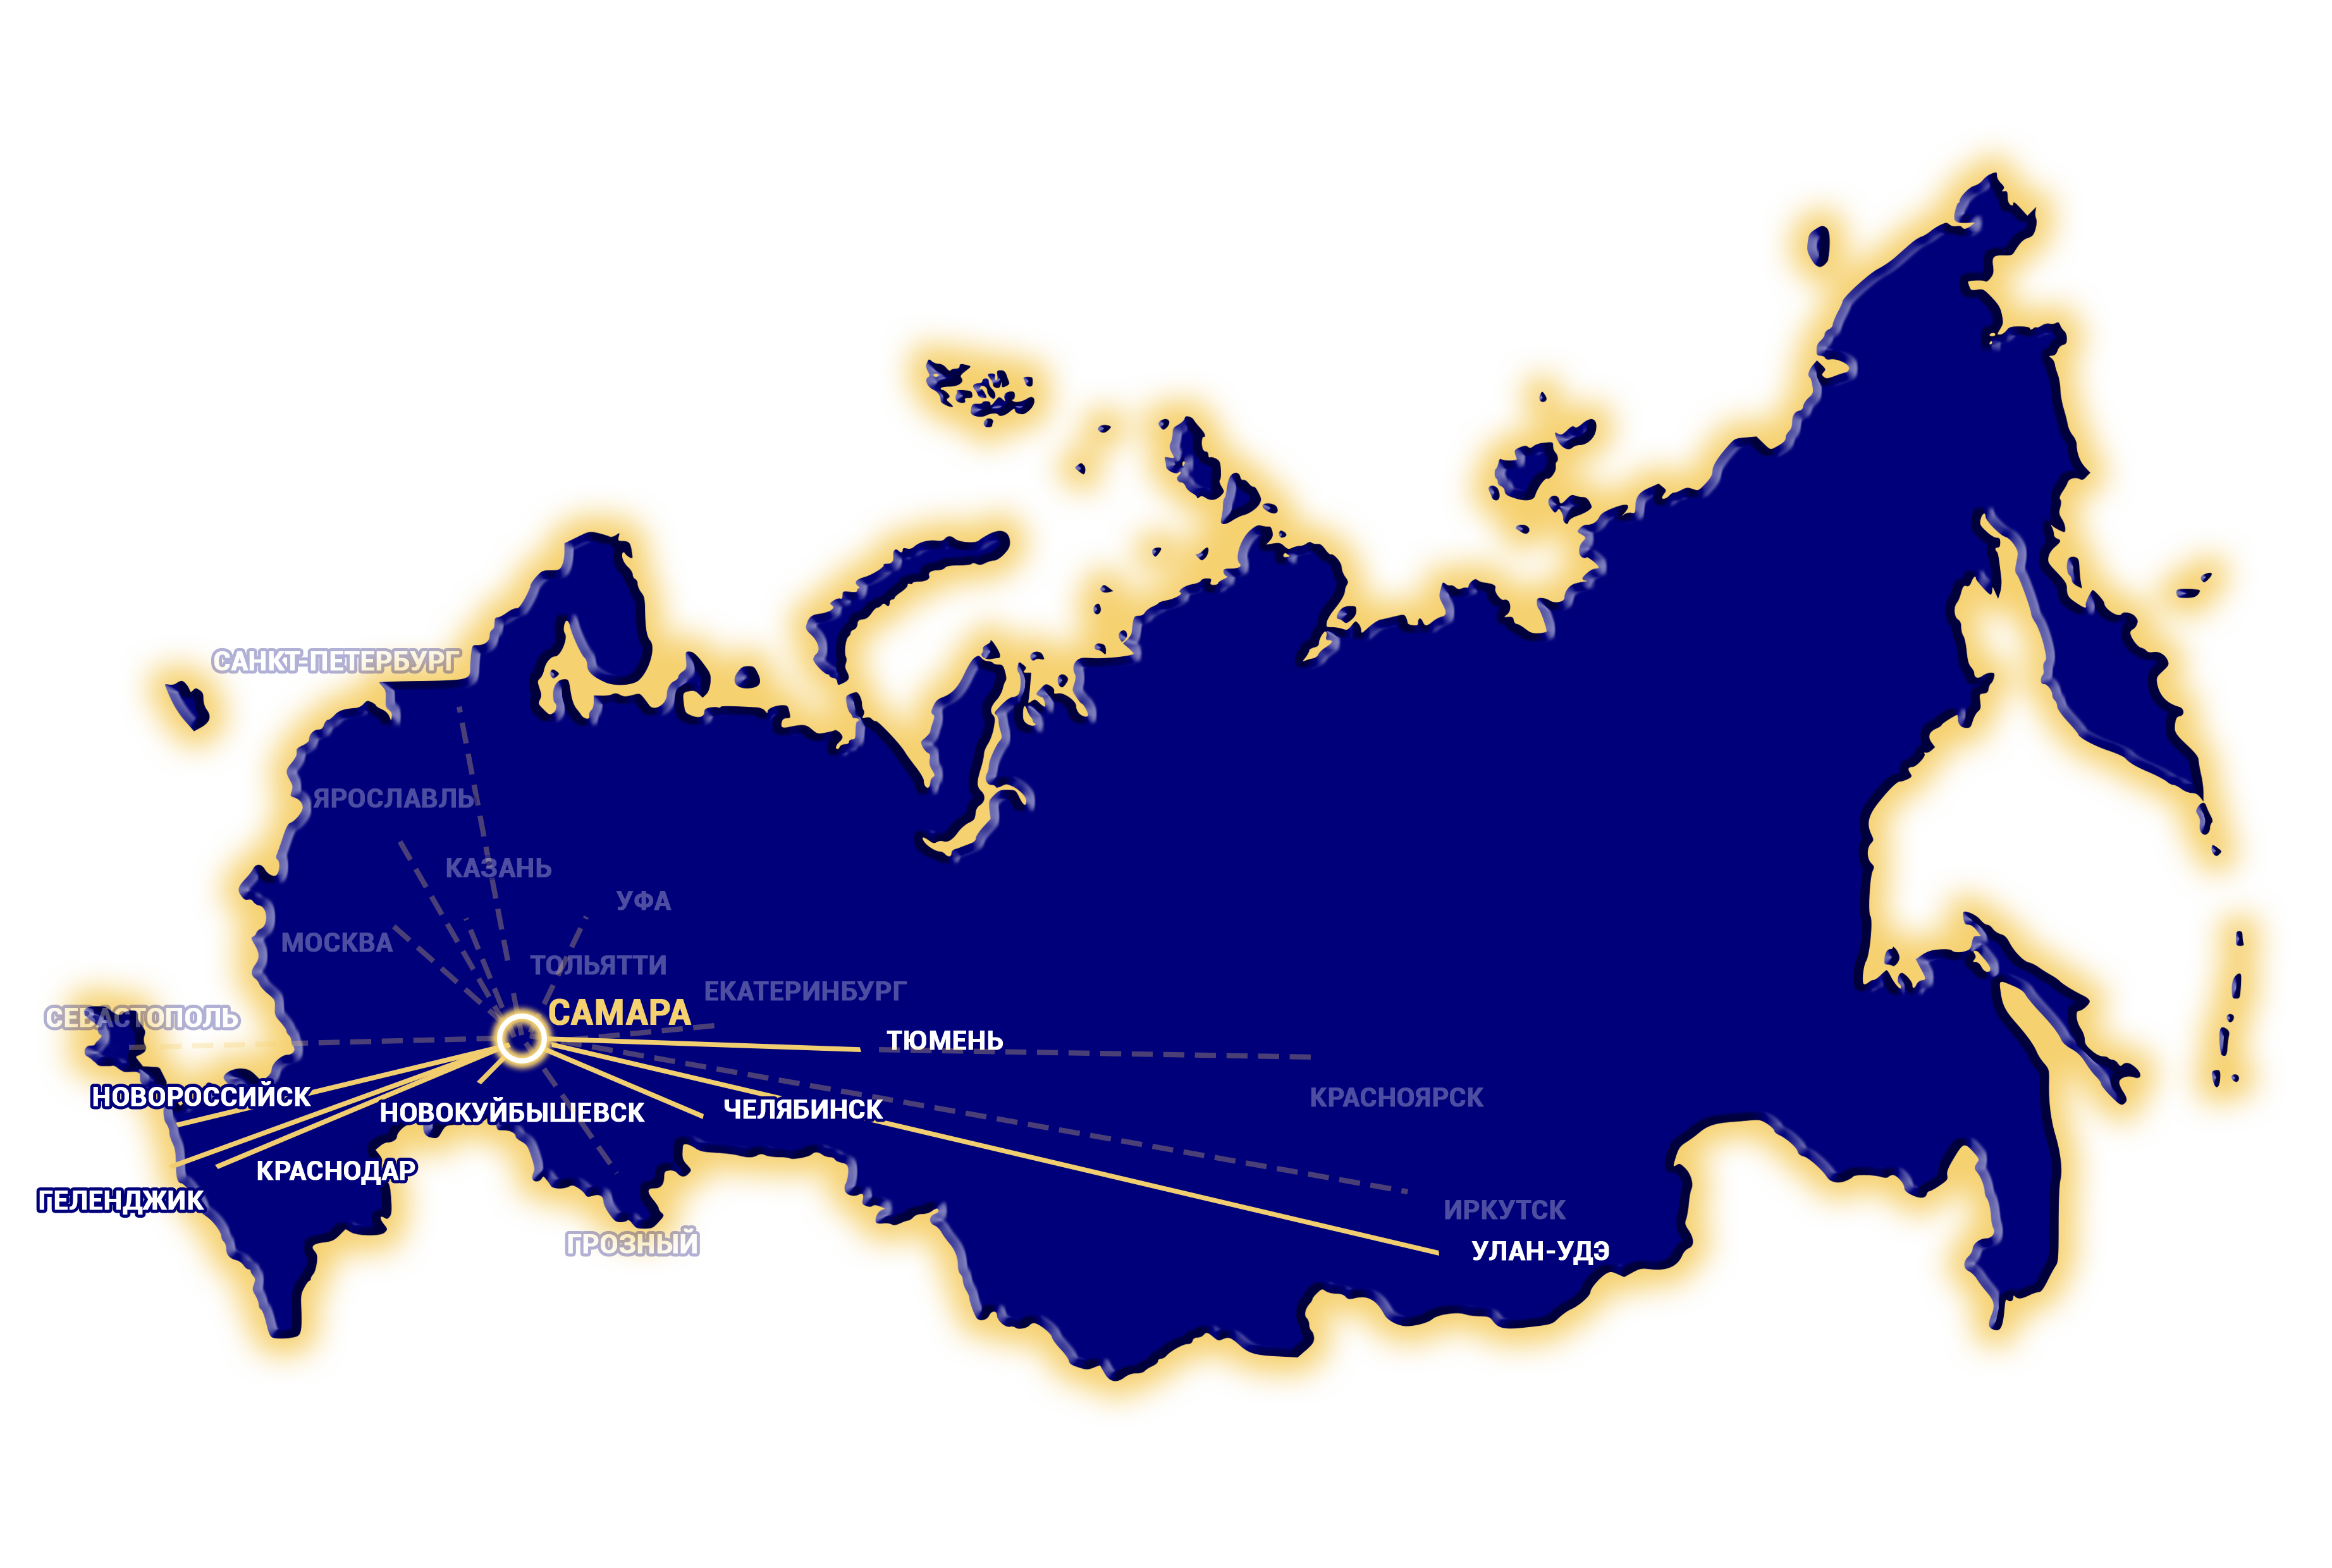 САНКТ-ПЕТЕРБУРГ
ЯРОСЛАВЛЬ
КАЗАНЬ
УФА
МОСКВА
ТОЛЬЯТТИ
ЕКАТЕРИНБУРГ
САМАРА
СЕВАСТОПОЛЬ
ТЮМЕНЬ
НОВОРОССИЙСК
КРАСНОЯРСК
ЧЕЛЯБИНСК
НОВОКУЙБЫШЕВСК
КРАСНОДАР
ГЕЛЕНДЖИК
ИРКУТСК
ГРОЗНЫЙ
УЛАН-УДЭ